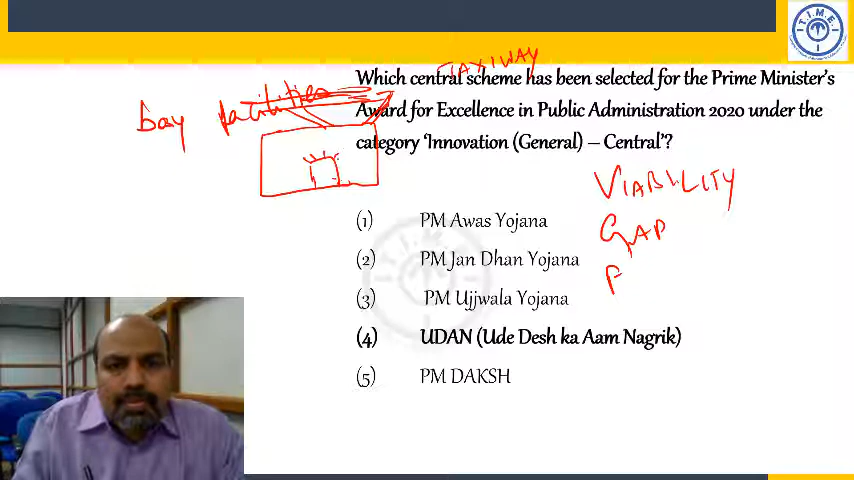 T.I.M.E.
TAXIWAY
Which central scheme has been selected for the Prime Minister's
bay facilities
Award for Excellence in Public Administration 2020 under the
category 'Innovation (General) – Central'?
VIABILITY
GAP
F
(1) PM Awas Yojana
(2) PM Jan Dhan Yojana
(3) PM Ujjwala Yojana
(4) UDAN (Ude Desh ka Aam Nagrik)
(5) PM DAKSH